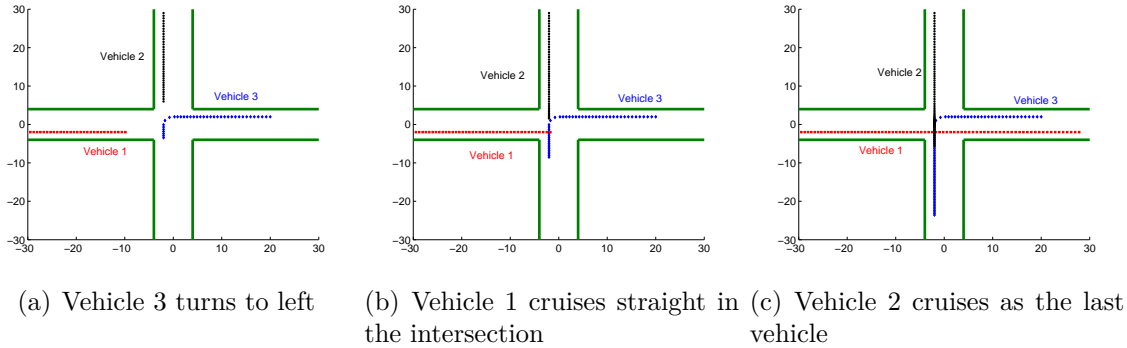 30
20
10
0
−10
−20
−30
−30 −20 −10 0 10 20 30
Vehicle 2
Vehicle 3
Vehicle 1
30
20
10
0
−10
−20
−30
−30 −20 −10 0 10 20 30
Vehicle 2
Vehicle 3
Vehicle 1
30
20
10
0
−10
−20
−30
−30 −20 −10 0 10 20 30
Vehicle 2
Vehicle 3
Vehicle 1
(a) Vehicle 3 turns to left
(b) Vehicle 1 cruises straight in
the intersection
(c) Vehicle 2 cruises as the last
vehicle